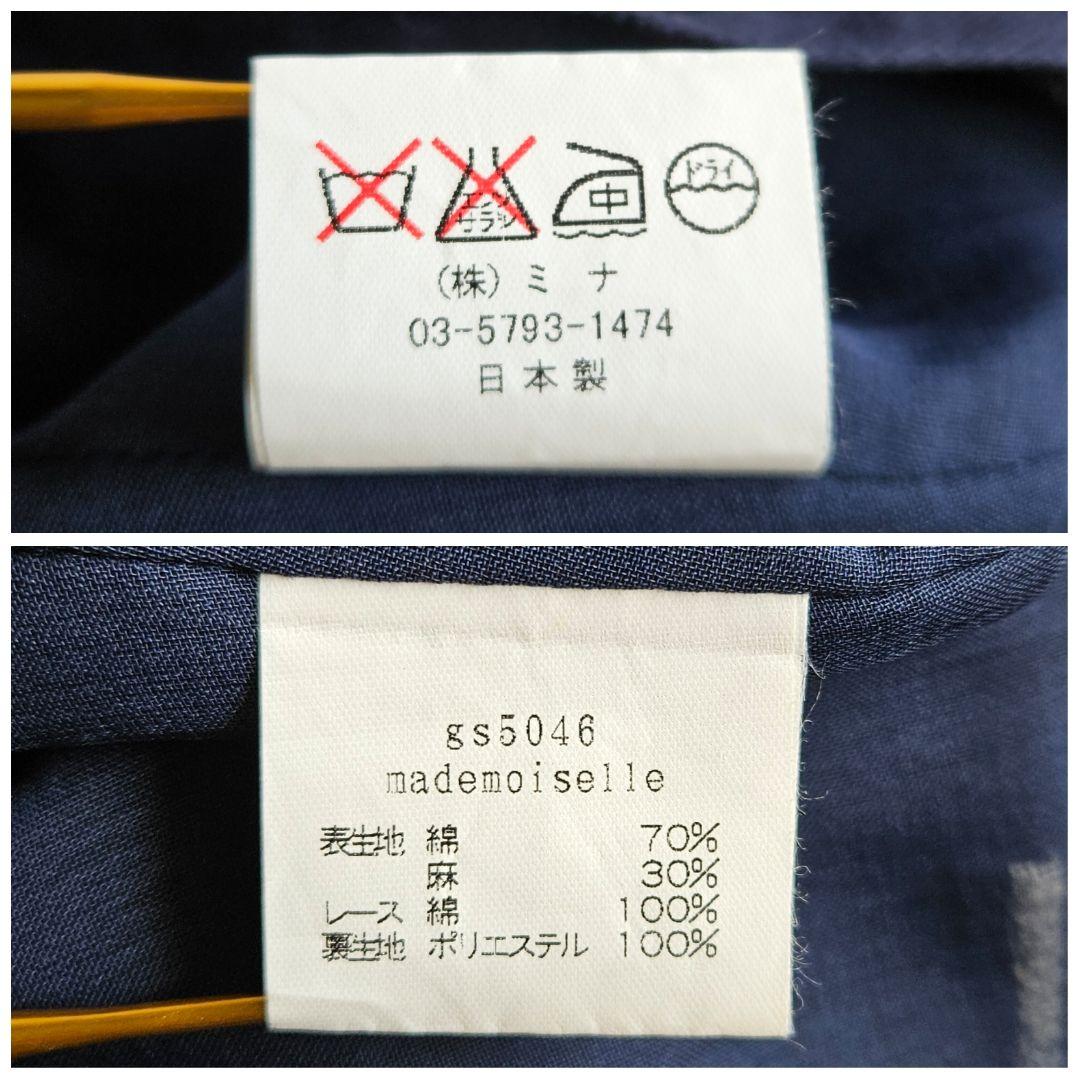 エンソ
サラシ
中
ドライ
(株)ミナ
03-5793-1474
日本製
gs5046
mademoiselle
表生地 綿 70%
麻 30%
レース 綿 100%
裏生地 ポリエステル 100%